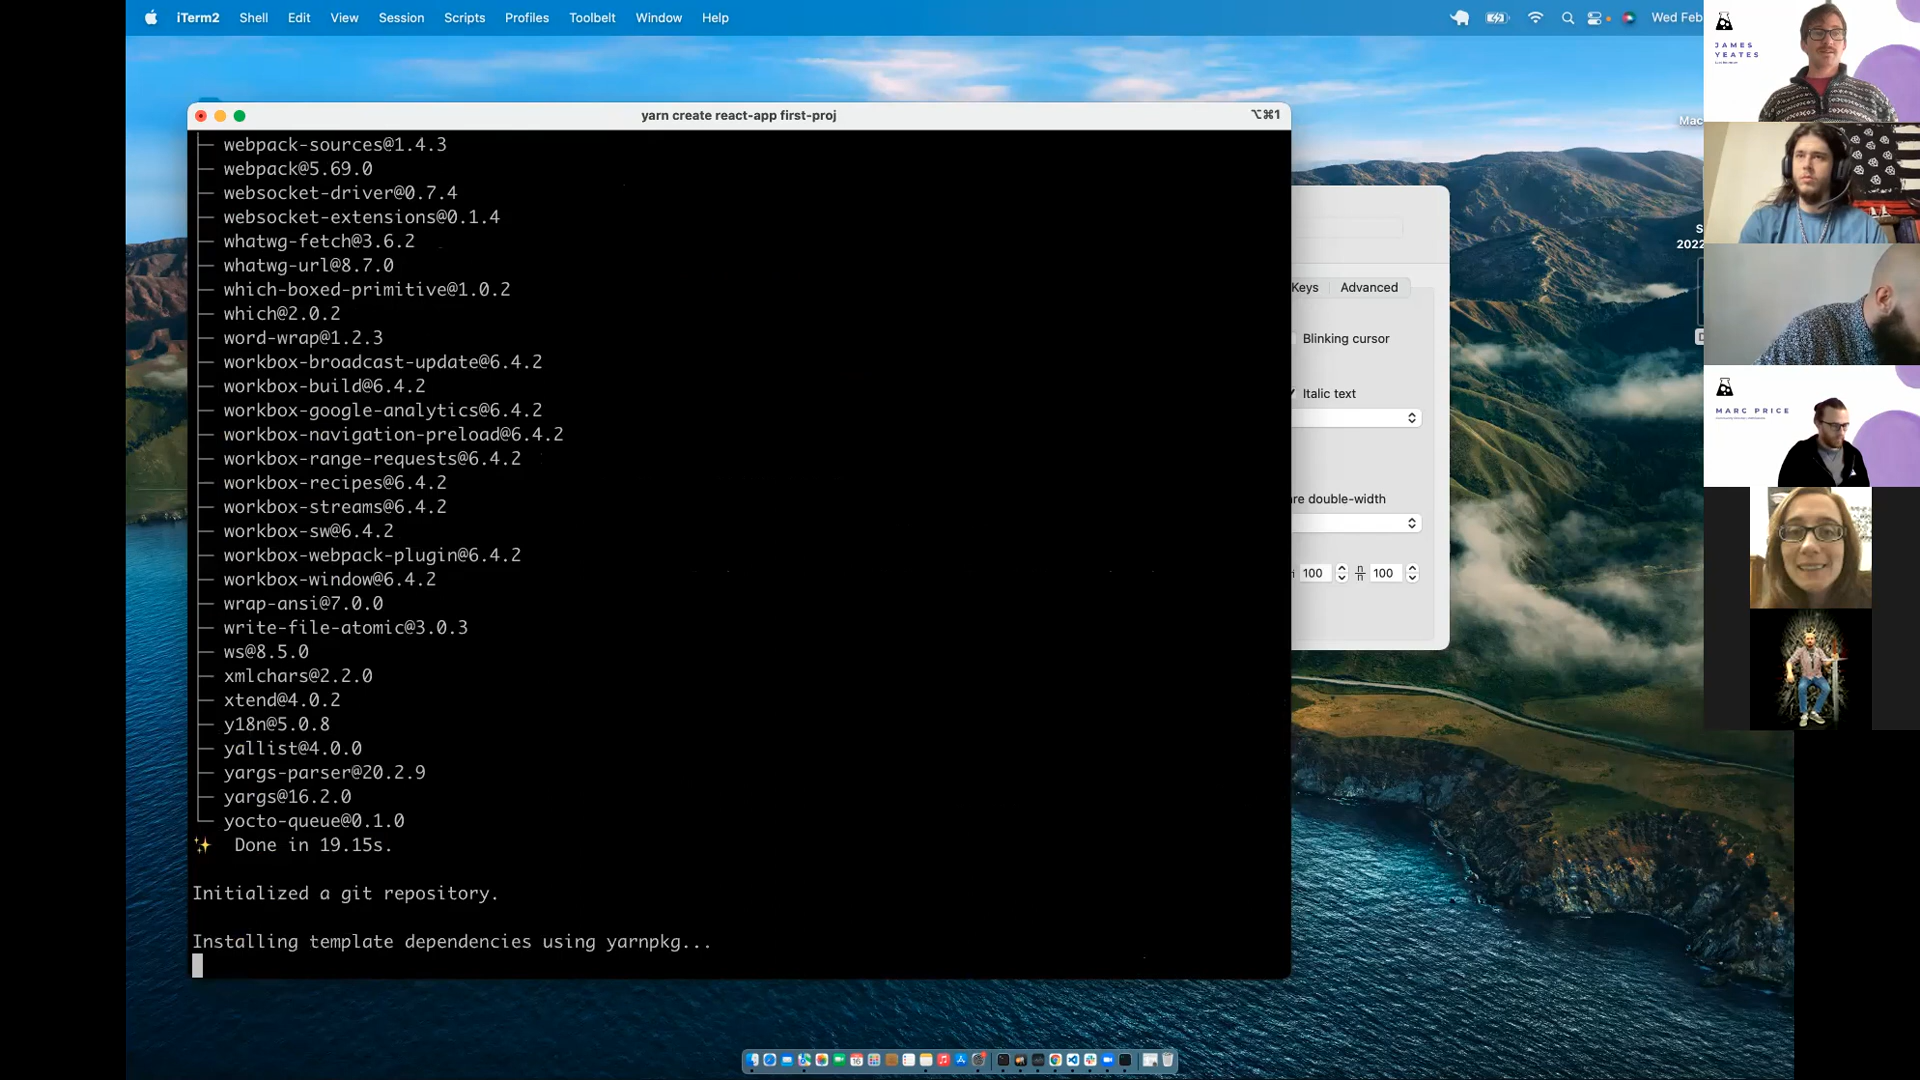 iTerm2 Shell Edit View Session Scripts Profiles Toolbelt Window Help
Wed Feb
yarn create react-app first-proj
⌥⌘1
webpack-sources@1.4.3
webpack@5.69.0
websocket-driver@0.7.4
websocket-extensions@0.1.4
whatwg-fetch@3.6.2
whatwg-url@8.7.0
which-boxed-primitive@1.0.2
which@2.0.2
word-wrap@1.2.3
workbox-broadcast-update@6.4.2
workbox-build@6.4.2
workbox-google-analytics@6.4.2
workbox-navigation-preload@6.4.2
workbox-range-requests@6.4.2
workbox-recipes@6.4.2
workbox-streams@6.4.2
workbox-sw@6.4.2
workbox-webpack-plugin@6.4.2
workbox-window@6.4.2
wrap-ansi@7.0.0
write-file-atomic@3.0.3
ws@8.5.0
xmlchars@2.2.0
xtend@4.0.2
y18n@5.0.8
yallist@4.0.0
yargs-parser@20.2.9
yargs@16.2.0
yocto-queue@0.1.0
✨ Done in 19.15s.
Initialized a git repository.
Installing template dependencies using yarnpkg...
Keys Advanced
Blinking cursor
Italic text
re double-width
100 n/n 100
Mac
S
2022
JAMES
YEATES
MARC PRICE